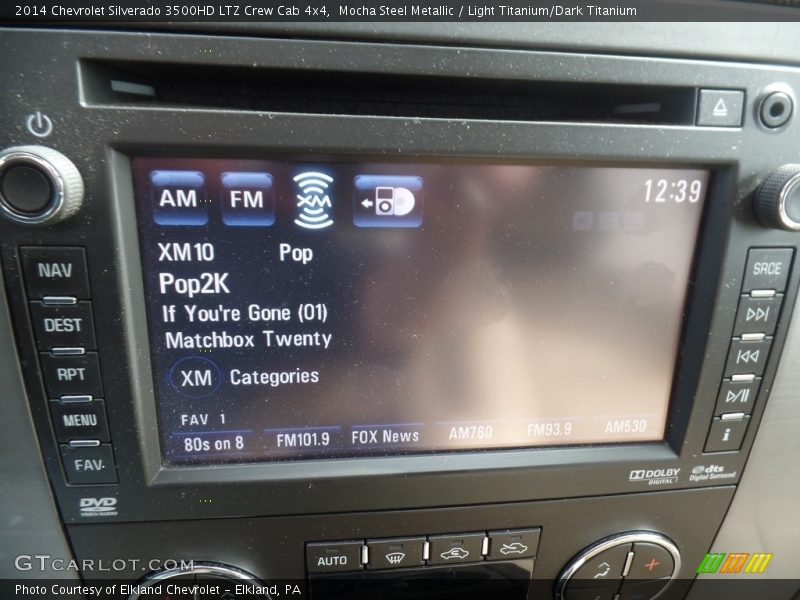 2014 Chevrolet Silverado 3500HD LTZ Crew Cab 4x4, Mocha Steel Metallic / Light Titanium/Dark Titanium
AM FM XM 12:39
XM10 Pop
Pop2K
If You're Gone (01)
Matchbox Twenty
XM Categories
FAV 1
80s on 8 FM101.9 FOX News AM760 FM93.9 AM530
NAV
DEST
RPT
MENU
FAV
SRCE
i
DVD
VIDEO/AUDIO
DOLBY
DIGITAL
dts
Digital Surround
AUTO
GTCARLOT.COM
Photo Courtesy of Elkland Chevrolet - Elkland, PA